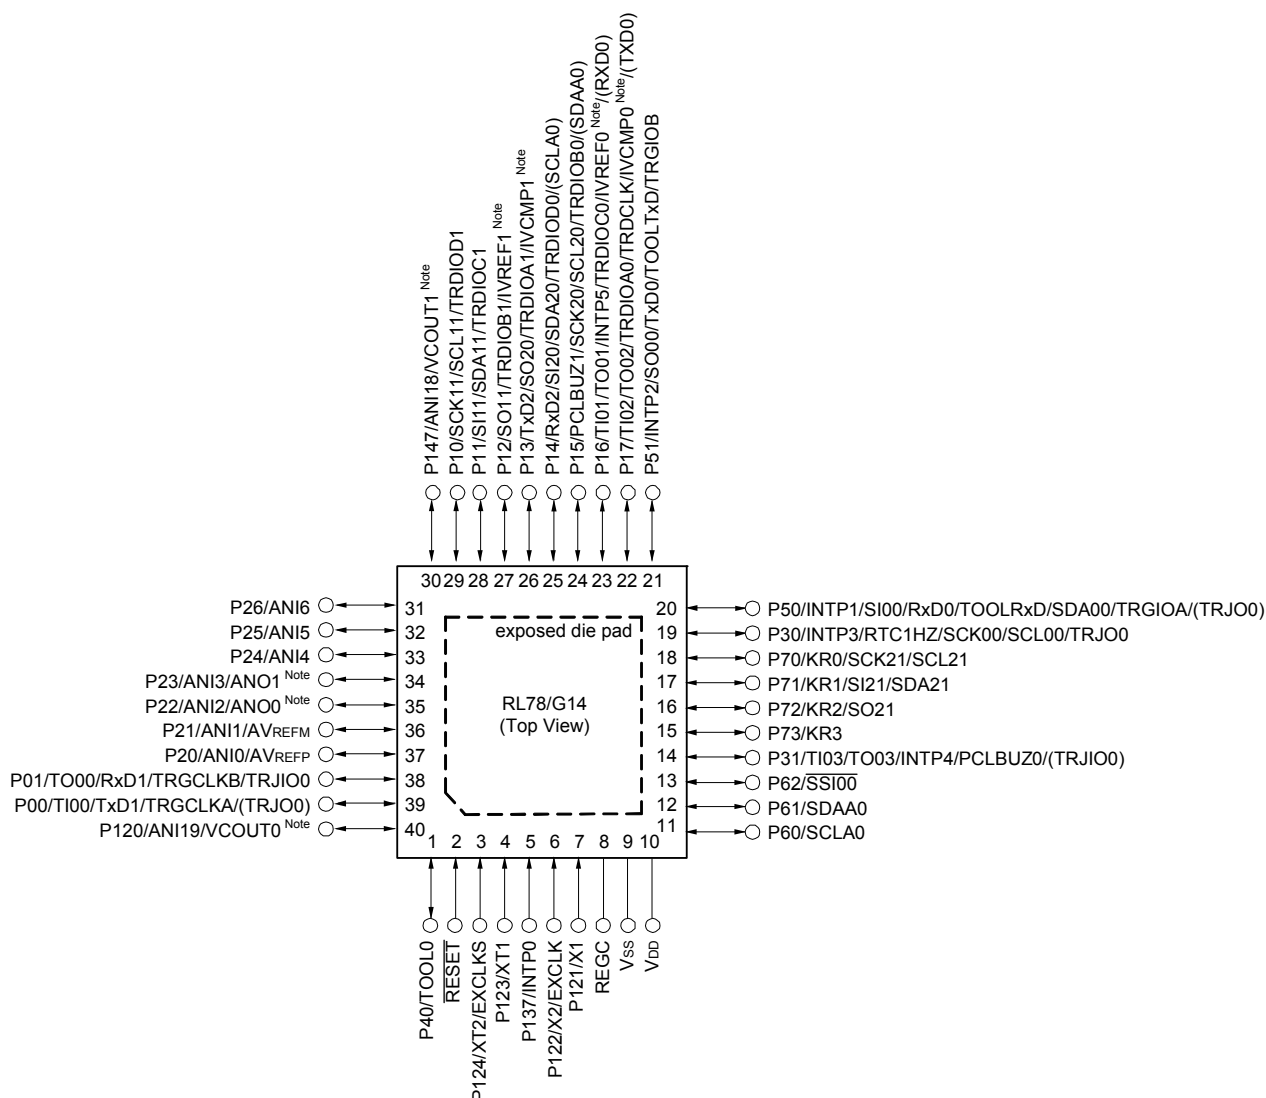 P147/ANI18/VCOUT1 Note
P10/SCK11/SCL11/TRDIOD1
P11/SI11/SDA11/TRDIOC1
P12/SO11/TRDIOB1/IVREF1 Note
P13/TxD2/SO20/TRDIOA1/IVCMP1 Note
P14/RxD2/SI20/SDA20/TRDIOD0/(SCLA0)
P15/PCLBUZ1/SCK20/SCL20/TRDIOB0/(SDAA0)
P16/TI01/TO01/INTP5/TRDIOC0/IVREF0 Note/(RXD0)
P17/TI02/TO02/TRDIOA0/TRDCLK/IVCMP0 Note/(TXD0)
P51/INTP2/SO00/TxD0/TOOLTxD/TRGIOB
30 29 28 27 26 25 24 23 22 21
P26/ANI6 31
P25/ANI5 32
P24/ANI4 33
P23/ANI3/ANO1 Note 34
P22/ANI2/ANO0 Note 35
P21/ANI1/AVREFM 36
P20/ANI0/AVREFP 37
P01/TO00/RxD1/TRGCLKB/TRJIO0 38
P00/TI00/TxD1/TRGCLKA/(TRJO0) 39
P120/ANI19/VCOUT0 Note 40
exposed die pad
RL78/G14
(Top View)
20 P50/INTP1/SI00/RxD0/TOOLRxD/SDA00/TRGIOA/(TRJO0)
19 P30/INTP3/RTC1HZ/SCK00/SCL00/TRJO0
18 P70/KR0/SCK21/SCL21
17 P71/KR1/SI21/SDA21
16 P72/KR2/SO21
15 P73/KR3
14 P31/TI03/TO03/INTP4/PCLBUZ0/(TRJIO0)
13 P62/SSI00
12 P61/SDAA0
11 P60/SCLA0
1 2 3 4 5 6 7 8 9 10
P40/TOOL0
RESET
P124/XT2/EXCLKS
P123/XT1
P137/INTP0
P122/X2/EXCLK
P121/X1
REGC
VSS
VDD